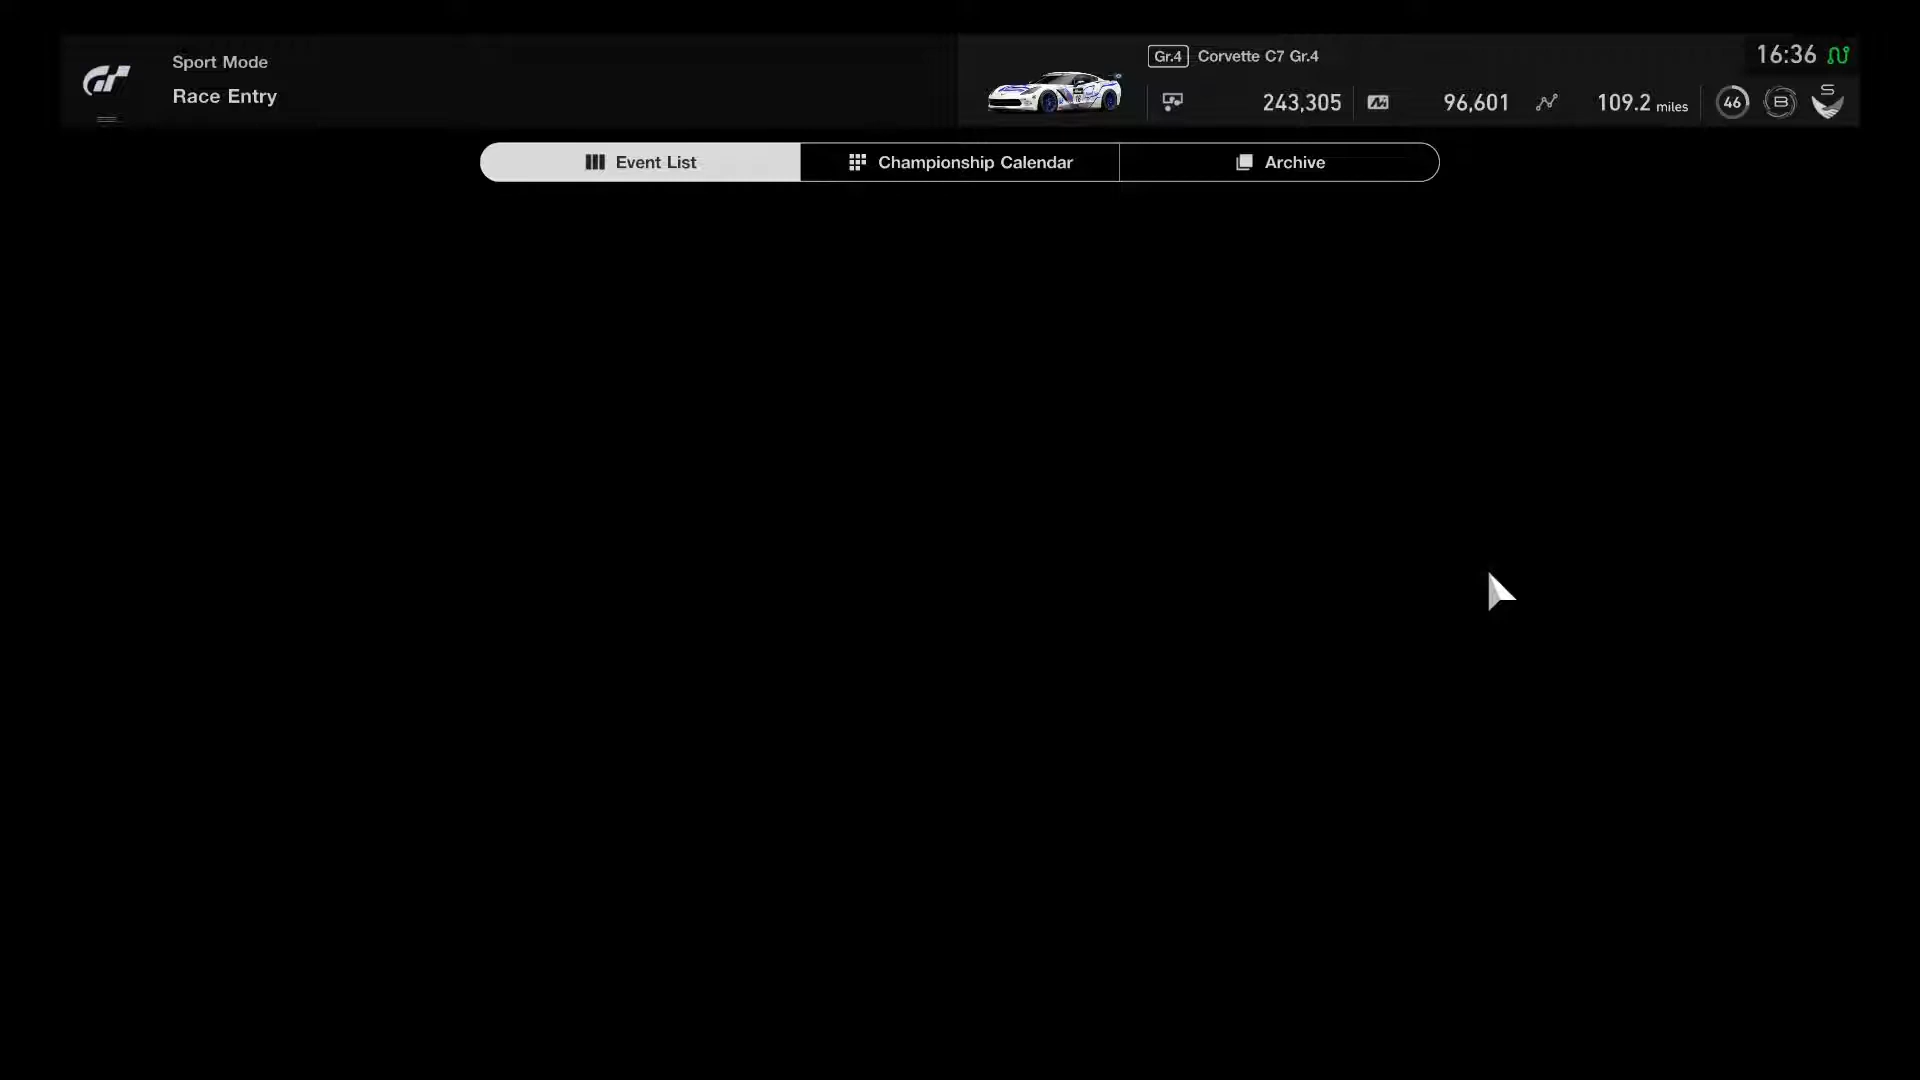 Sport Mode
Race Entry
Gr.4 Corvette C7 Gr.4
16:36
243,305
96,601
109.2 miles
46
B
S
Event List
Championship Calendar
Archive